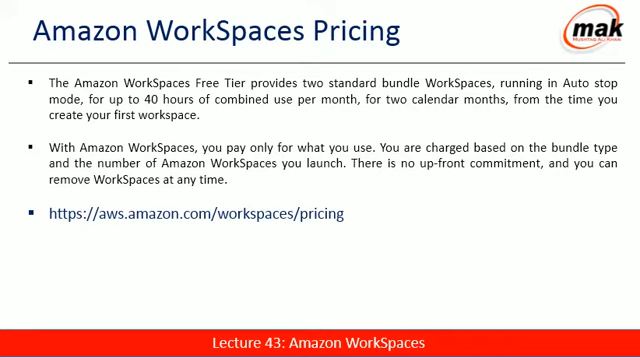 Amazon WorkSpaces Pricing
mak
MUSHTAQ ALI KHAN
▪ The Amazon WorkSpaces Free Tier provides two standard bundle WorkSpaces, running in Auto stop
mode, for up to 40 hours of combined use per month, for two calendar months, from the time you
create your first workspace.
▪ With Amazon WorkSpaces, you pay only for what you use. You are charged based on the bundle type
and the number of Amazon WorkSpaces you launch. There is no up-front commitment, and you can
remove WorkSpaces at any time.
▪ https://aws.amazon.com/workspaces/pricing
Lecture 43: Amazon WorkSpaces